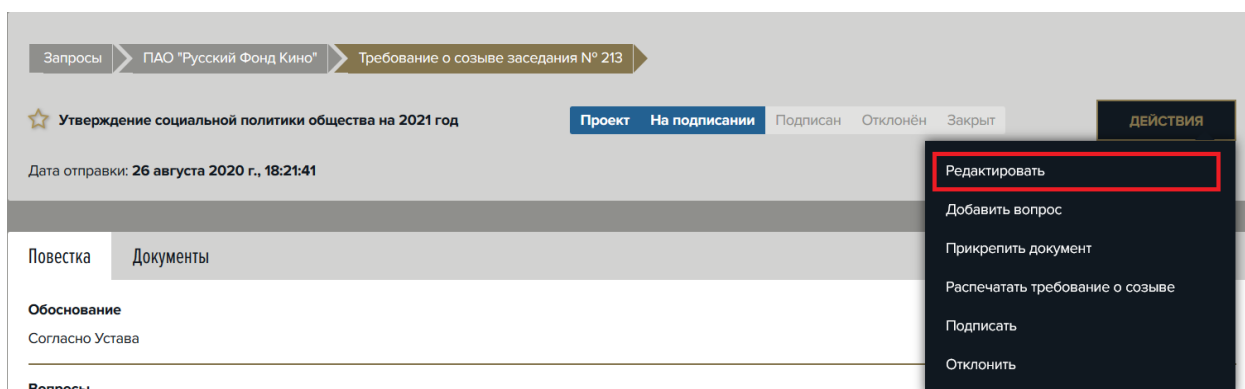 Запросы ПАО "Русский Фонд Кино" Требование о созыве заседания № 213
Утверждение социальной политики общества на 2021 год Проект На подписании Подписан Отклонён Закрыт ДЕЙСТВИЯ
Дата отправки: 26 августа 2020 г., 18:21:41
Редактировать
Добавить вопрос
Прикрепить документ
Распечатать требование о созыве
Подписать
Отклонить
Повестка Документы
Обоснование
Согласно Устава
Вопросы